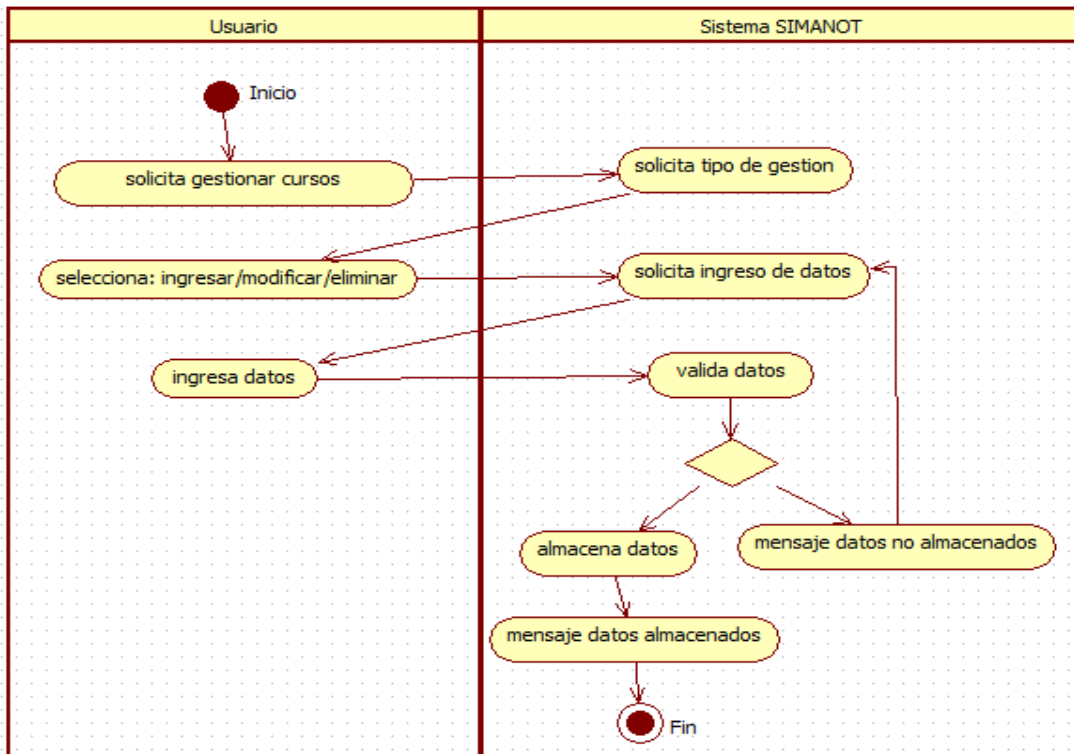 Usuario
Sistema SIMANOT
Inicio
solicita gestionar cursos
solicita tipo de gestion
selecciona: ingresar/modificar/eliminar
solicita ingreso de datos
ingresa datos
valida datos
almacena datos
mensaje datos no almacenados
mensaje datos almacenados
Fin